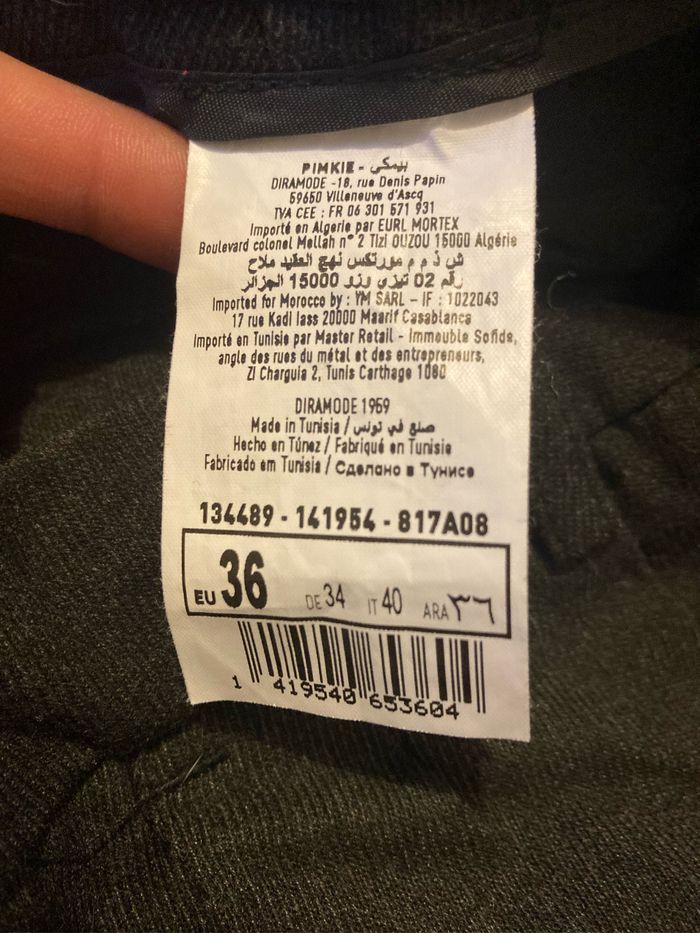 PIMKIE - بيمكي
DIRAMODE -18, rue Denis Papin
59650 Villeneuve d'Ascq
TVA CEE : FR 06 301 571 931
Importé en Algerie par EURL MORTEX
Boulevard colonel Mellah n° 2 Tizi OUZOU 15000 Algérie
ش ذ م م مورتكس نهج العقيد ملاح
رقم 02 تيزي وزو 15000 الجزائر
Imported for Morocco by : YM SARL - IF : 1022043
17 rue Kadi Iass 20000 Maarif Casablanca
Importé en Tunisie par Master Retail - Immeuble Sofide,
angle des rues du métal et des entrepreneurs,
ZI Charguia 2, Tunis Carthage 1080
DIRAMODE 1959
Made in Tunisia / صنع في تونس
Hecho en Túnez / Fabriqué en Tunisie
Fabricado em Tunisia / Сделано в Тунисе
134489 - 141954 - 817A08
EU 36 DE 34 IT 40 ARA ٣٦
1 419540 653604